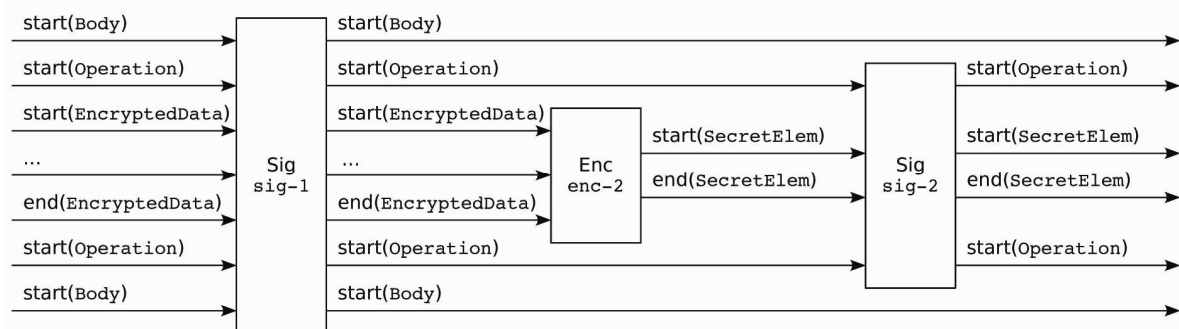 start(Body) start(Body)
start(Operation) start(Operation) start(Operation)
start(EncryptedData) start(EncryptedData)
start(SecretElem) start(SecretElem)
... Sig ... Enc Sig
sig-1 enc-2 sig-2
end(SecretElem) end(SecretElem)
end(EncryptedData) end(EncryptedData)
start(Operation) start(Operation) start(Operation)
start(Body) start(Body)